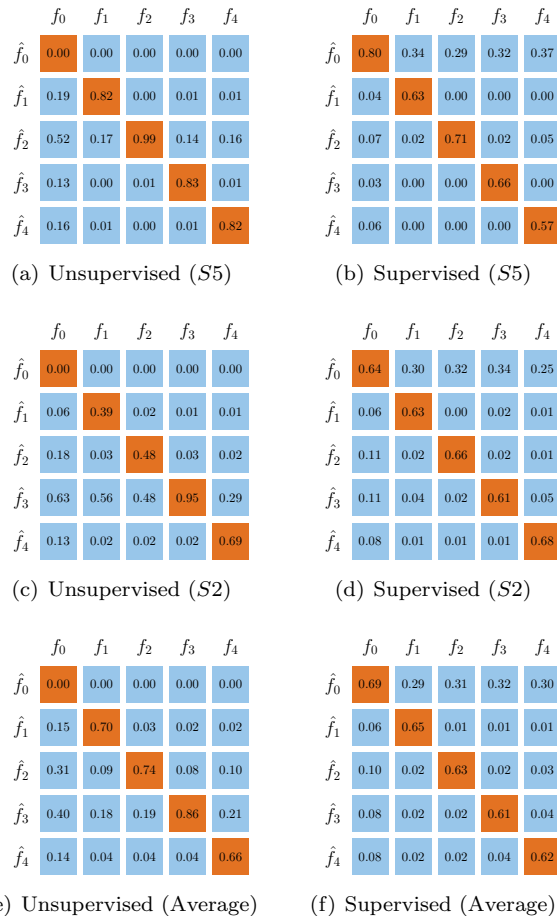 f₀ f₁ f₂ f₃ f₄ f₀ f₁ f₂ f₃ f₄
f̂₀ 0.00 0.00 0.00 0.00 0.00 f̂₀ 0.80 0.34 0.29 0.32 0.37
f̂₁ 0.19 0.82 0.00 0.01 0.01 f̂₁ 0.04 0.63 0.00 0.00 0.00
f̂₂ 0.52 0.17 0.99 0.14 0.16 f̂₂ 0.07 0.02 0.71 0.02 0.05
f̂₃ 0.13 0.00 0.01 0.83 0.01 f̂₃ 0.03 0.00 0.00 0.66 0.00
f̂₄ 0.16 0.01 0.00 0.01 0.82 f̂₄ 0.06 0.00 0.00 0.00 0.57
(a) Unsupervised (S5) (b) Supervised (S5)
f₀ f₁ f₂ f₃ f₄ f₀ f₁ f₂ f₃ f₄
f̂₀ 0.00 0.00 0.00 0.00 0.00 f̂₀ 0.64 0.30 0.32 0.34 0.25
f̂₁ 0.06 0.39 0.02 0.01 0.01 f̂₁ 0.06 0.63 0.00 0.02 0.01
f̂₂ 0.18 0.03 0.48 0.03 0.02 f̂₂ 0.11 0.02 0.66 0.02 0.01
f̂₃ 0.63 0.56 0.48 0.95 0.29 f̂₃ 0.11 0.04 0.02 0.61 0.05
f̂₄ 0.13 0.02 0.02 0.02 0.69 f̂₄ 0.08 0.01 0.01 0.01 0.68
(c) Unsupervised (S2) (d) Supervised (S2)
f₀ f₁ f₂ f₃ f₄ f₀ f₁ f₂ f₃ f₄
f̂₀ 0.00 0.00 0.00 0.00 0.00 f̂₀ 0.69 0.29 0.31 0.32 0.30
f̂₁ 0.15 0.70 0.03 0.02 0.02 f̂₁ 0.06 0.65 0.01 0.01 0.01
f̂₂ 0.31 0.09 0.74 0.08 0.10 f̂₂ 0.10 0.02 0.63 0.02 0.03
f̂₃ 0.40 0.18 0.19 0.86 0.21 f̂₃ 0.08 0.02 0.02 0.61 0.04
f̂₄ 0.14 0.04 0.04 0.04 0.66 f̂₄ 0.08 0.02 0.02 0.04 0.62
e) Unsupervised (Average) (f) Supervised (Average)